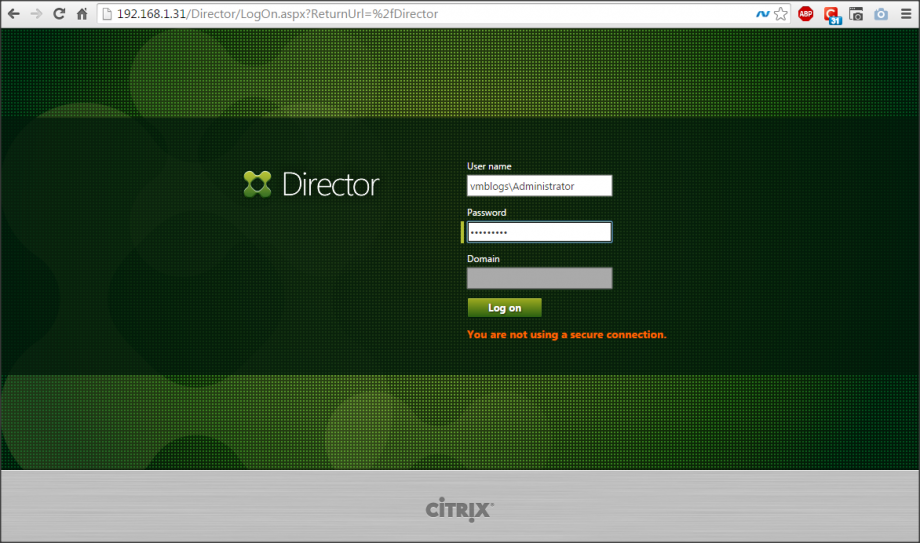 192.168.1.31/Director/LogOn.aspx?ReturnUrl=%2fDirector
ABP
31
Director
User name
vmblogs\Administrator
Password
•••••••••
Domain
Log on
You are not using a secure connection.
CITRIX